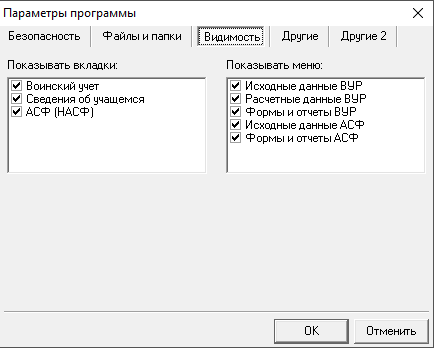 Параметры программы
Безопасность Файлы и папки Видимость Другие Другие 2
Показывать вкладки:
Воинский учет
Сведения об учащемся
АСФ (НАСФ)
Показывать меню:
Исходные данные ВУР
Расчетные данные ВУР
Формы и отчеты ВУР
Исходные данные АСФ
Формы и отчеты АСФ
OK Отменить